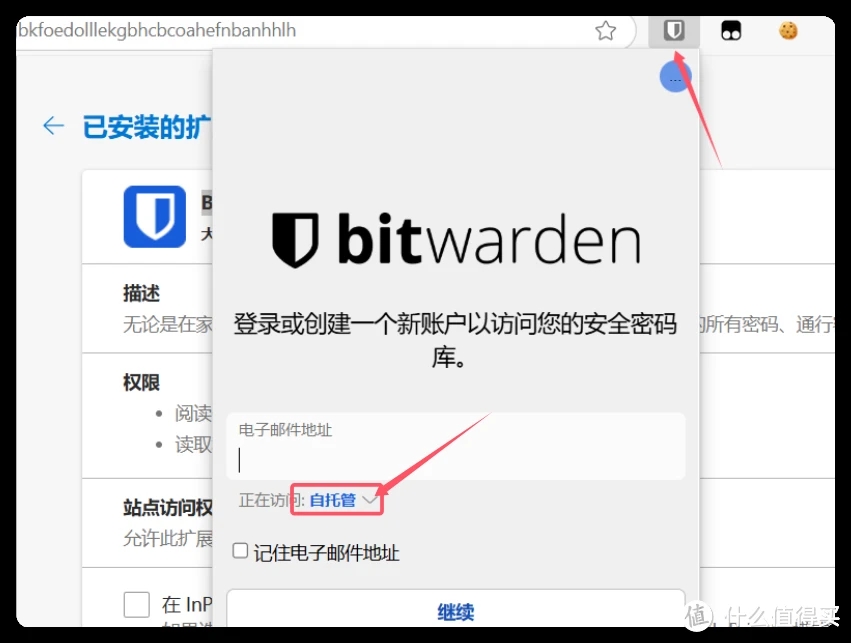 bkfoedolllekgbhcbcoahefnbanhhlh
...
已安装的扩
bitwarden
登录或创建一个新账户以访问您的安全密码
库。
描述
无论是在家
的所有密码、通行
权限
阅读
读取
电子邮件地址
正在访问: 自托管
站点访问权
允许此扩展
记住电子邮件地址
在 InP
继续
值 什么值得买